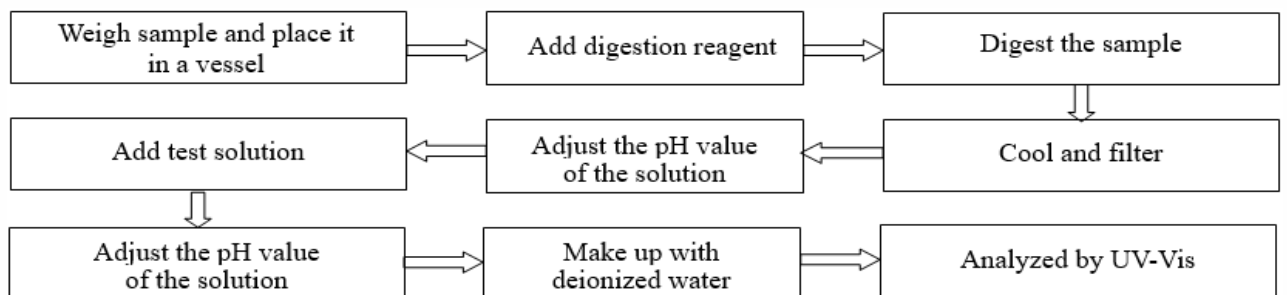 Weigh sample and place it
in a vessel
Add digestion reagent
Digest the sample
Cool and filter
Adjust the pH value
of the solution
Add test solution
Adjust the pH value
of the solution
Make up with
deionized water
Analyzed by UV-Vis